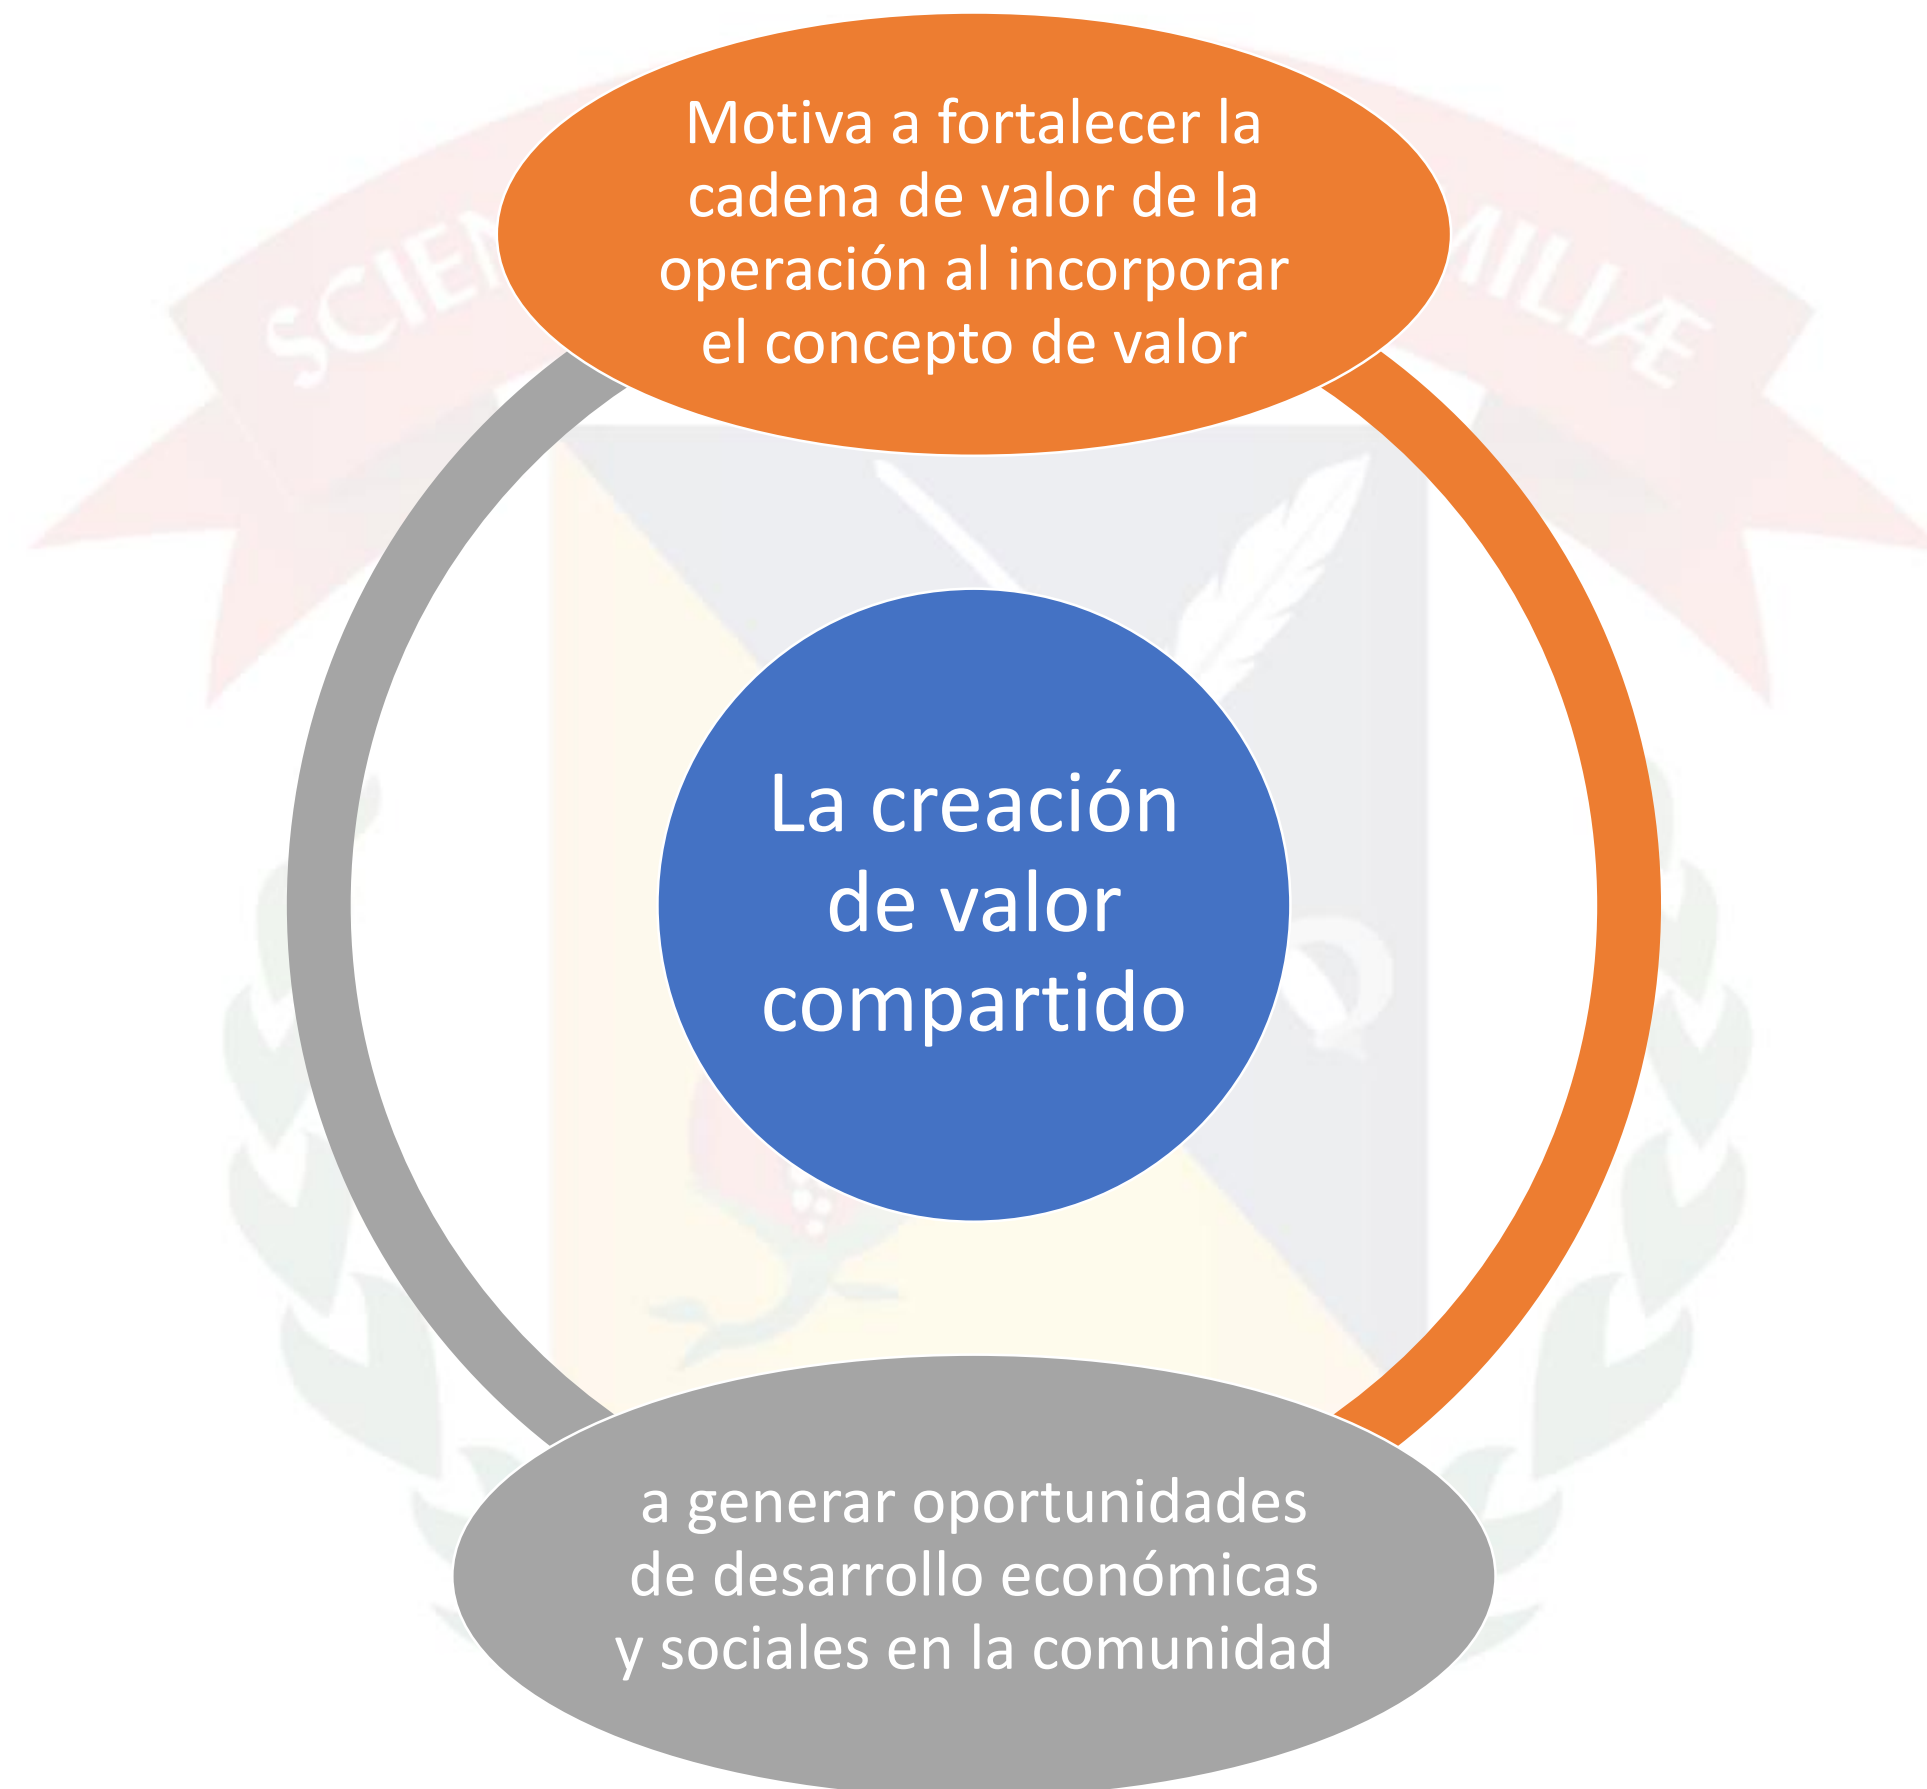 Motiva a fortalecer la
cadena de valor de la
operación al incorporar
el concepto de valor
La creación
de valor
compartido
a generar oportunidades
de desarrollo económicas
y sociales en la comunidad